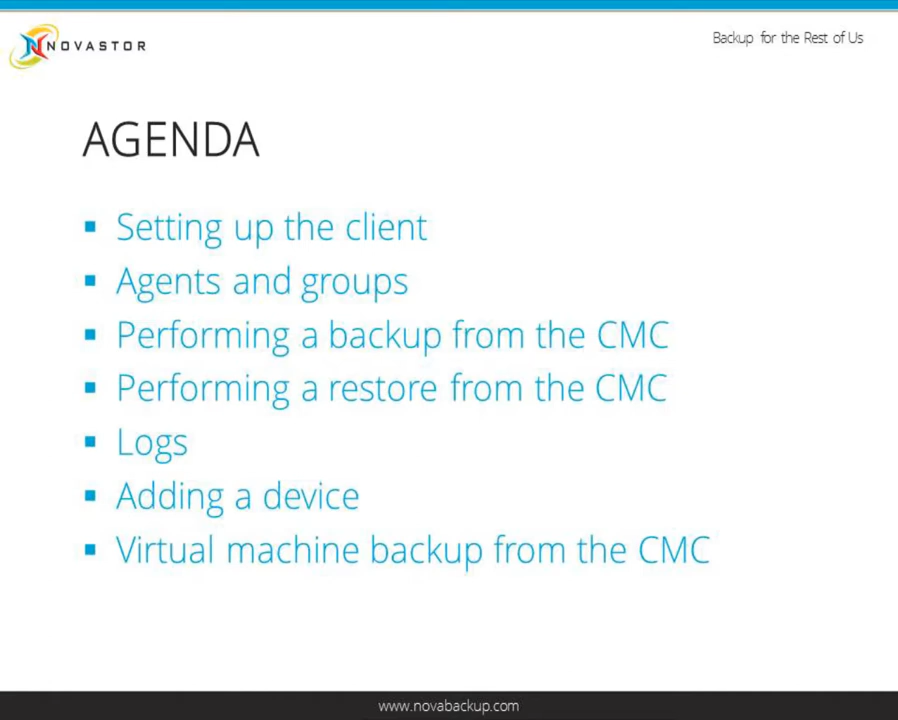 NOVASTOR
Backup for the Rest of Us
AGENDA
▪ Setting up the client
▪ Agents and groups
▪ Performing a backup from the CMC
▪ Performing a restore from the CMC
▪ Logs
▪ Adding a device
▪ Virtual machine backup from the CMC
www.novabackup.com